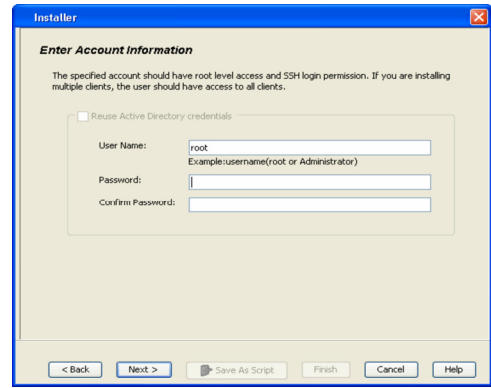 Installer
Enter Account Information
The specified account should have root level access and SSH login permission. If you are installing
multiple clients, the user should have access to all clients.
Reuse Active Directory credentials
User Name:
root
Example:username(root or Administrator)
Password:
Confirm Password:
< Back
Next >
Save As Script
Finish
Cancel
Help